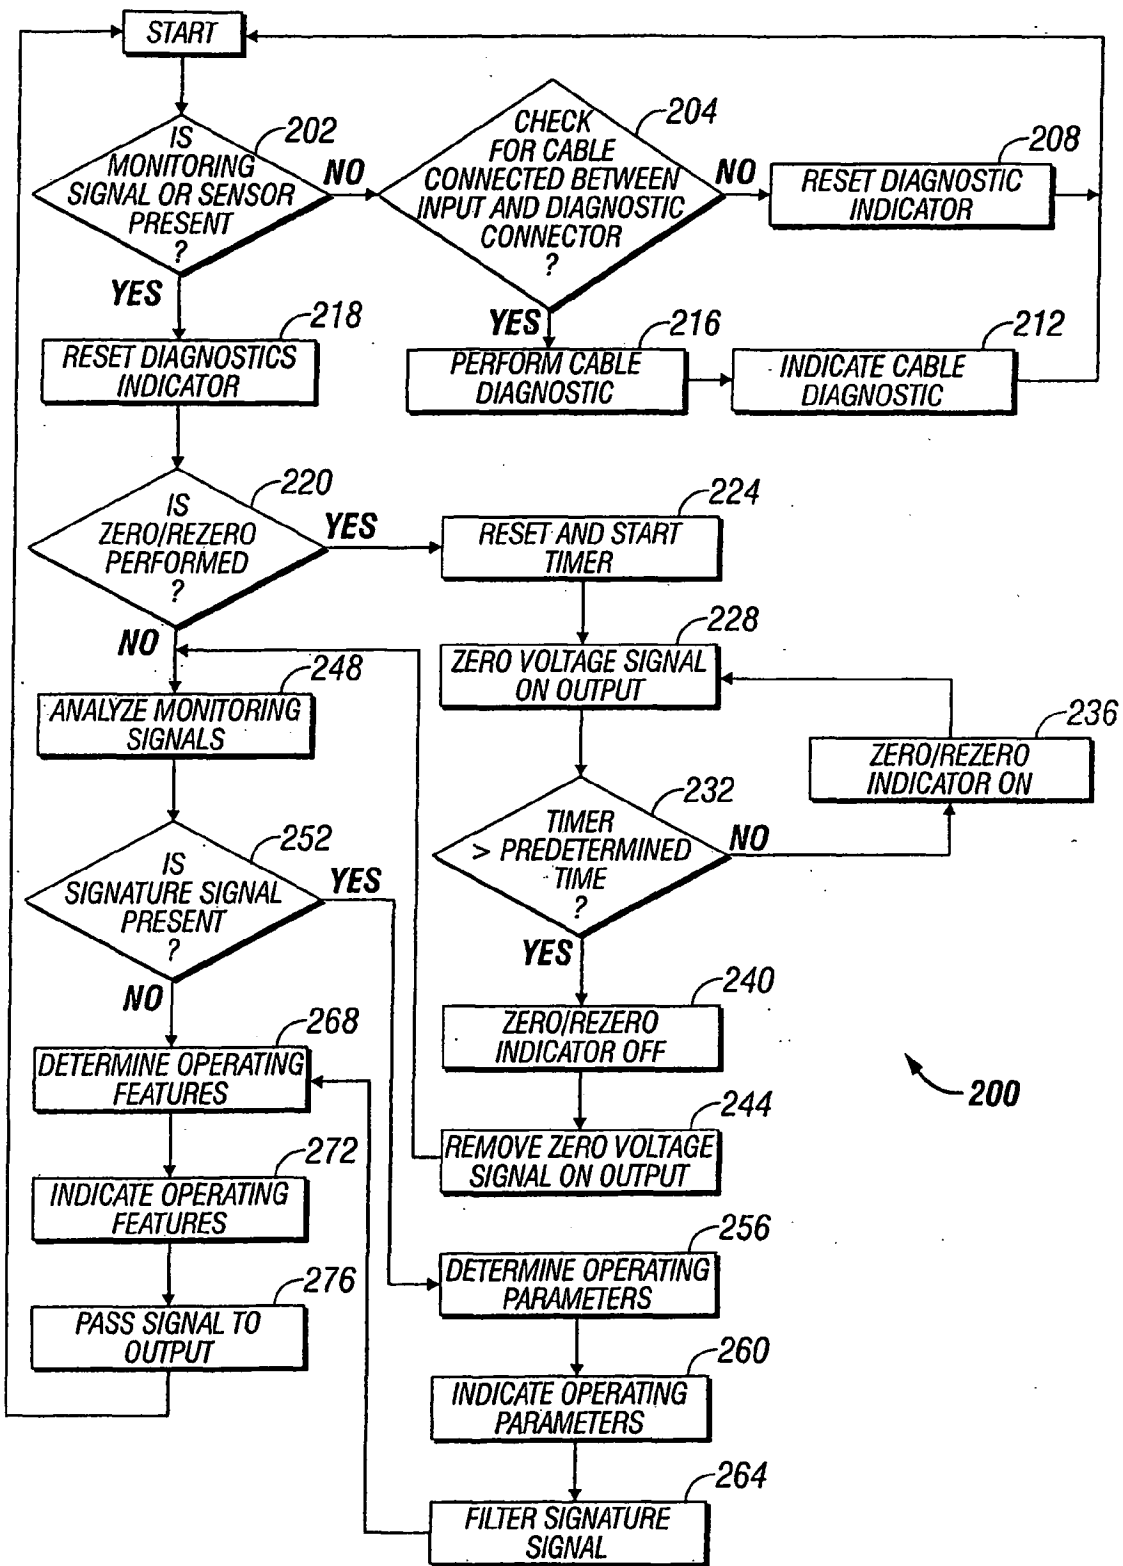 START
202
IS
MONITORING
SIGNAL OR SENSOR
PRESENT
?
NO
YES
204
CHECK
FOR CABLE
CONNECTED BETWEEN
INPUT AND DIAGNOSTIC
CONNECTOR
?
NO
YES
208
RESET DIAGNOSTIC
INDICATOR
216
PERFORM CABLE
DIAGNOSTIC
212
INDICATE CABLE
DIAGNOSTIC
218
RESET DIAGNOSTICS
INDICATOR
220
IS
ZERO/REZERO
PERFORMED
?
YES
NO
224
RESET AND START
TIMER
228
ZERO VOLTAGE SIGNAL
ON OUTPUT
236
ZERO/REZERO
INDICATOR ON
232
TIMER
> PREDETERMINED
TIME
?
NO
YES
240
ZERO/REZERO
INDICATOR OFF
244
REMOVE ZERO VOLTAGE
SIGNAL ON OUTPUT
248
ANALYZE MONITORING
SIGNALS
252
IS
SIGNATURE SIGNAL
PRESENT
?
YES
NO
256
DETERMINE OPERATING
PARAMETERS
260
INDICATE OPERATING
PARAMETERS
264
FILTER SIGNATURE
SIGNAL
268
DETERMINE OPERATING
FEATURES
272
INDICATE OPERATING
FEATURES
276
PASS SIGNAL TO
OUTPUT
200